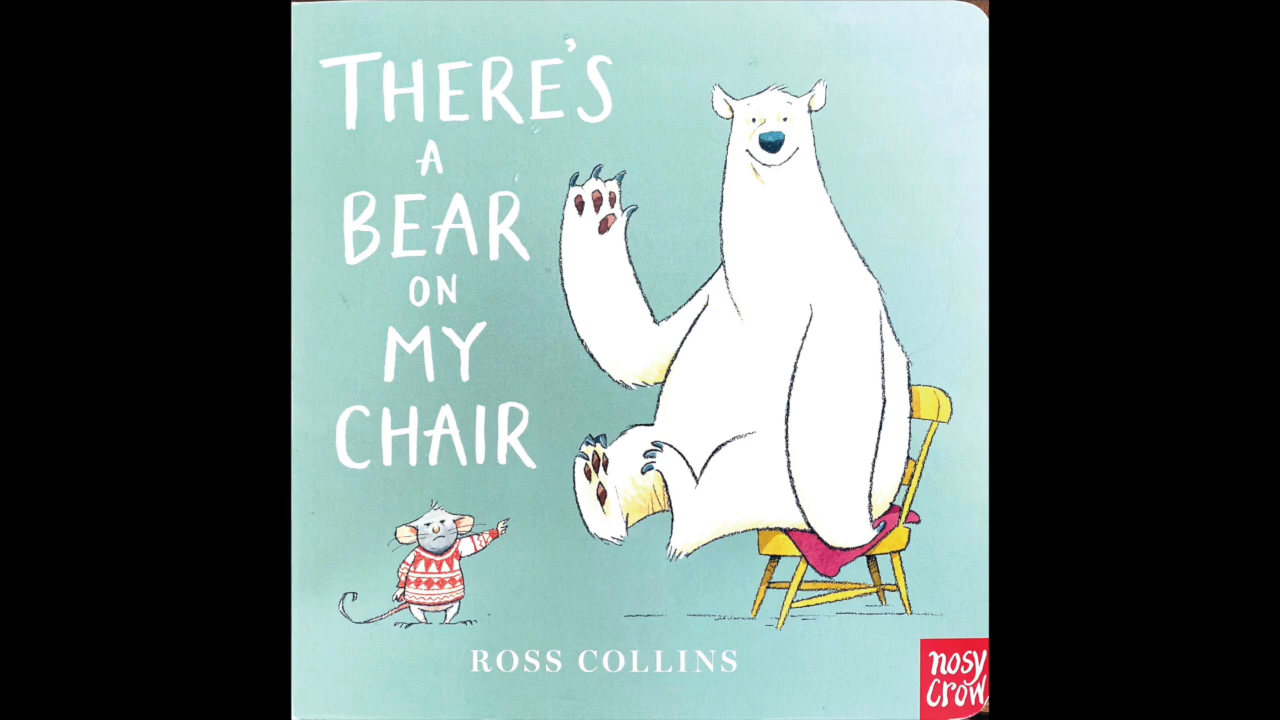 THERE'S
A
BEAR
ON
MY
CHAIR
ROSS COLLINS
nosy
crow